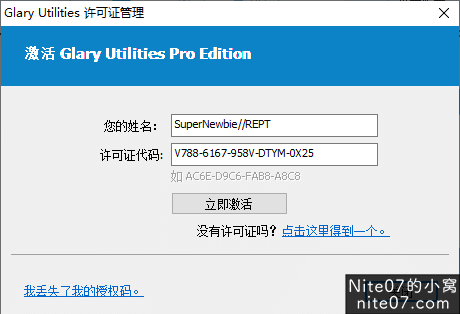 Glary Utilities 许可证管理
激活 Glary Utilities Pro Edition
您的姓名: SuperNewbie//REPT
许可证代码: V788-6167-958V-DTYM-0X25
如 AC6E-D9C6-FAB8-A8C8
立即激活
没有许可证吗? 点击这里得到一个。
我丢失了我的授权码。
Nite07的小窝
nite07.com